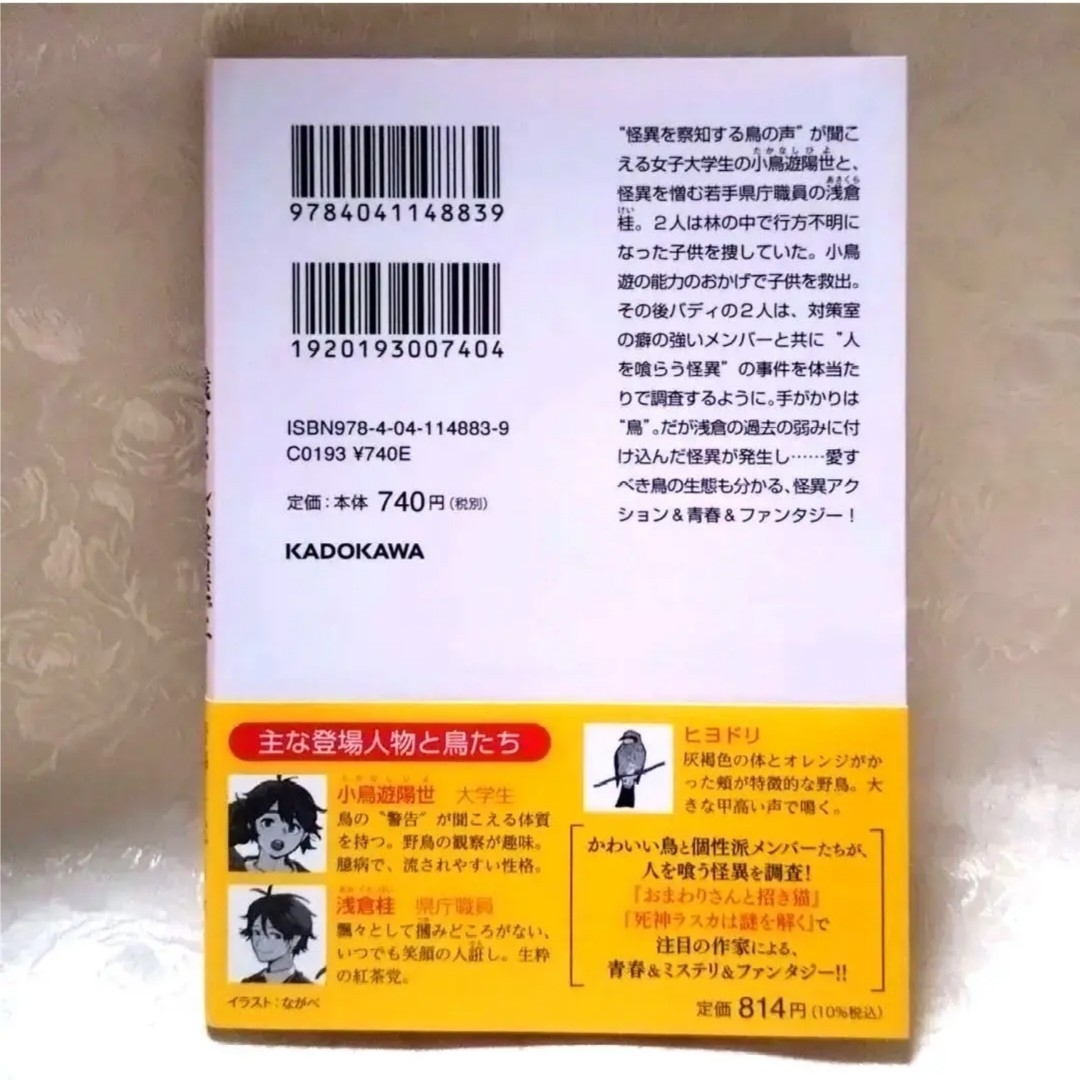 9784041148839
1920193007404
ISBN978-4-04-114883-9
C0193 ¥740E
定価：本体 740円（税別）
KADOKAWA
“怪異を察知する鳥の声”が聞こ
たかなしひよ
える女子大学生の小鳥遊陽世と、
あさくら
怪異を憎む若手県庁職員の浅倉
けい
桂。２人は林の中で行方不明に
なった子供を捜していた。小鳥
遊の能力のおかげで子供を救出。
その後バディの２人は、対策室
の癖の強いメンバーと共に“人
を喰らう怪異”の事件を体当た
りで調査するように。手がかりは
“鳥”。だが浅倉の過去の弱みに付
け込んだ怪異が発生し……愛す
べき鳥の生態も分かる、怪異アク
ション＆青春＆ファンタジー！
主な登場人物と鳥たち
たかなしひよ
小鳥遊陽世 大学生
鳥の“警告”が聞こえる体質
を持つ。野鳥の観察が趣味。
臆病で、流されやすい性格。
浅倉桂 県庁職員
飄々として摑みどころがない、
いつでも笑顔の人誑し。生粋
の紅茶党。
イラスト：ながべ
ヒヨドリ
灰褐色の体とオレンジがか
った頰が特徴的な野鳥。大
きな甲高い声で鳴く。
かわいい鳥と個性派メンバーたちが、
人を喰う怪異を調査！
『おまわりさんと招き猫』
『死神ラスカは謎を解く』で
注目の作家による、
青春＆ミステリ＆ファンタジー!!
定価 814円（10%税込）